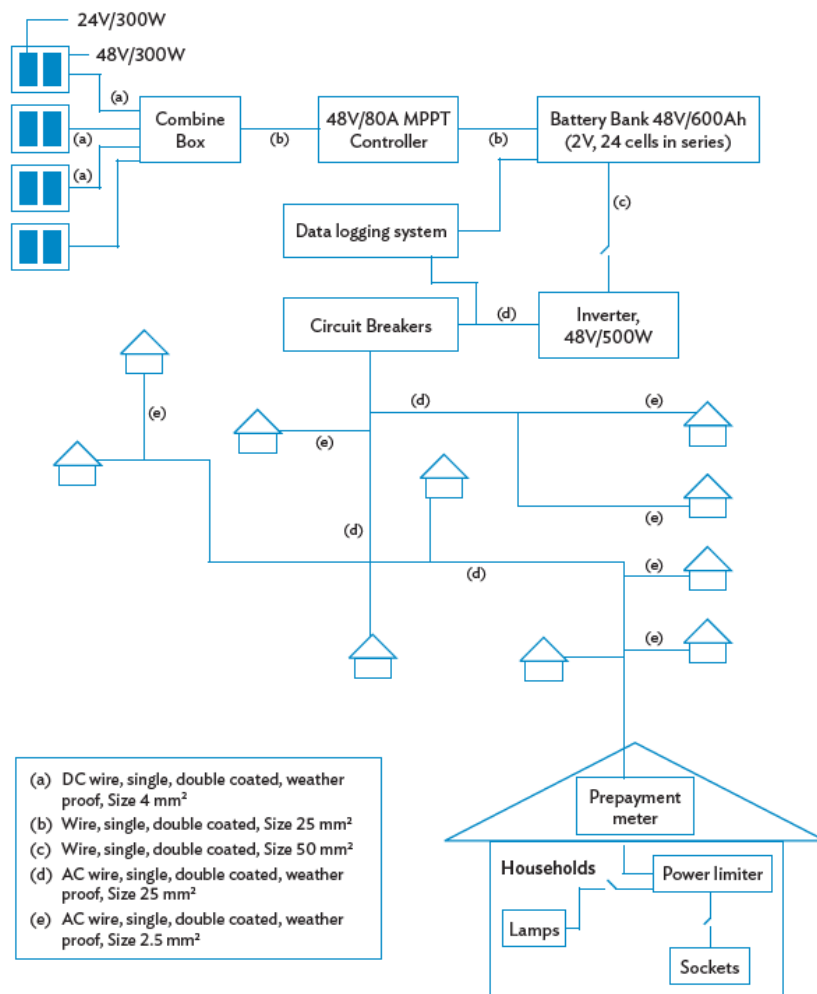 24V/300W
48V/300W
(a)
Combine
Box
(b)
48V/80A MPPT
Controller
(b)
Battery Bank 48V/600Ah
(2V, 24 cells in series)
(a)
(a)
(c)
Data logging system
Circuit Breakers
(d)
Inverter,
48V/500W
(e)
(d)
(e)
(e)
(e)
(d)
(d)
(e)
(e)
(a) DC wire, single, double coated, weather
proof, Size 4 mm²
(b) Wire, single, double coated, Size 25 mm²
(c) Wire, single, double coated, Size 50 mm²
(d) AC wire, single, double coated, weather
proof, Size 25 mm²
(e) AC wire, single, double coated, weather
proof, Size 2.5 mm²
Prepayment
meter
Households
Power limiter
Lamps
Sockets